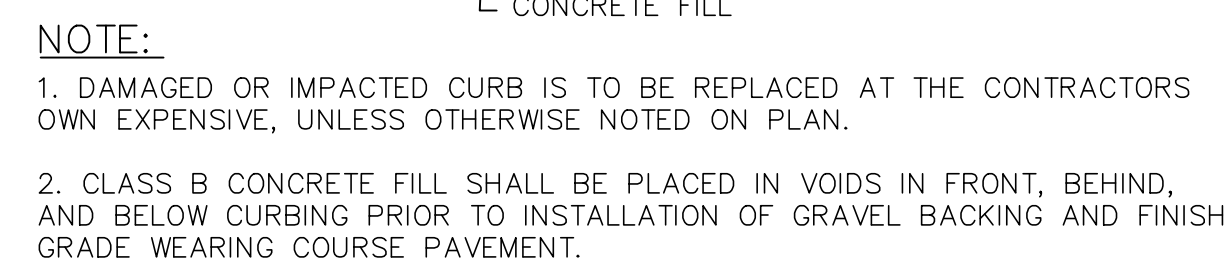 CONCRETE FILL
NOTE:
1. DAMAGED OR IMPACTED CURB IS TO BE REPLACED AT THE CONTRACTORS
OWN EXPENSIVE, UNLESS OTHERWISE NOTED ON PLAN.
2. CLASS B CONCRETE FILL SHALL BE PLACED IN VOIDS IN FRONT, BEHIND,
AND BELOW CURBING PRIOR TO INSTALLATION OF GRAVEL BACKING AND FINISH
GRADE WEARING COURSE PAVEMENT.